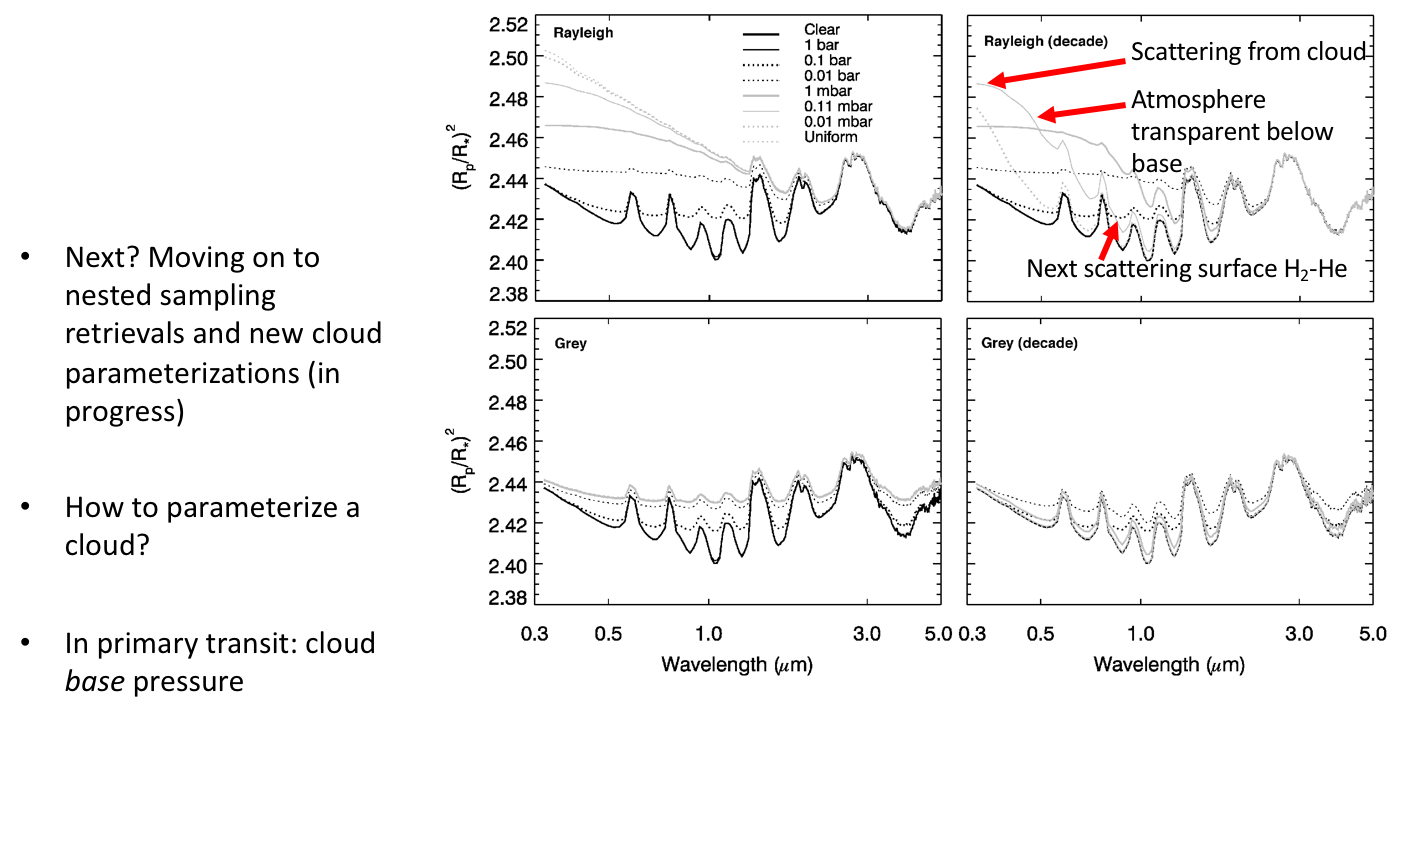 • Next? Moving on to
nested sampling
retrievals and new cloud
parameterizations (in
progress)
• How to parameterize a
cloud?
• In primary transit: cloud
base pressure
Rayleigh
Clear
1 bar
0.1 bar
0.01 bar
1 mbar
0.11 mbar
0.01 mbar
Uniform
2.52
2.50
2.48
2.46
2.44
2.42
2.40
2.38
(Rp/R*)²
Rayleigh (decade)
Scattering from cloud
Atmosphere
transparent below
base
Next scattering surface H₂-He
Grey
2.52
2.50
2.48
2.46
2.44
2.42
2.40
2.38
(Rp/R*)²
0.3 0.5 1.0 3.0 5.0
Wavelength (μm)
Grey (decade)
0.3 0.5 1.0 3.0 5.0
Wavelength (μm)